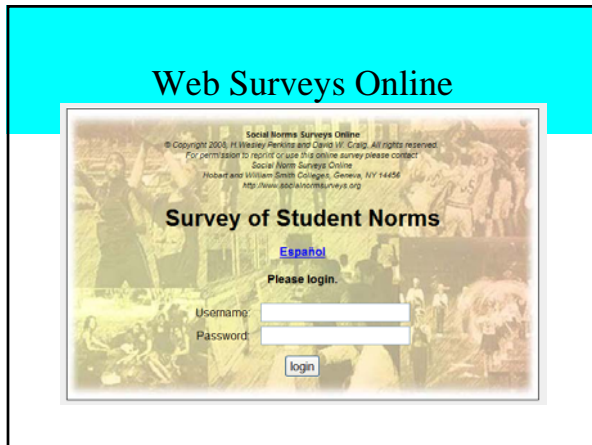 Web Surveys Online
Social Norms Surveys Online
© Copyright 2008, H Wesley Perkins and David W. Craig. All rights reserved.
For permission to reprint or use this online survey please contact
Social Norm Surveys Online
Hobart and William Smith Colleges, Geneva, NY 14456
http://www.socialnormsurveys.org
Survey of Student Norms
Español
Please login.
Username:
Password:
login